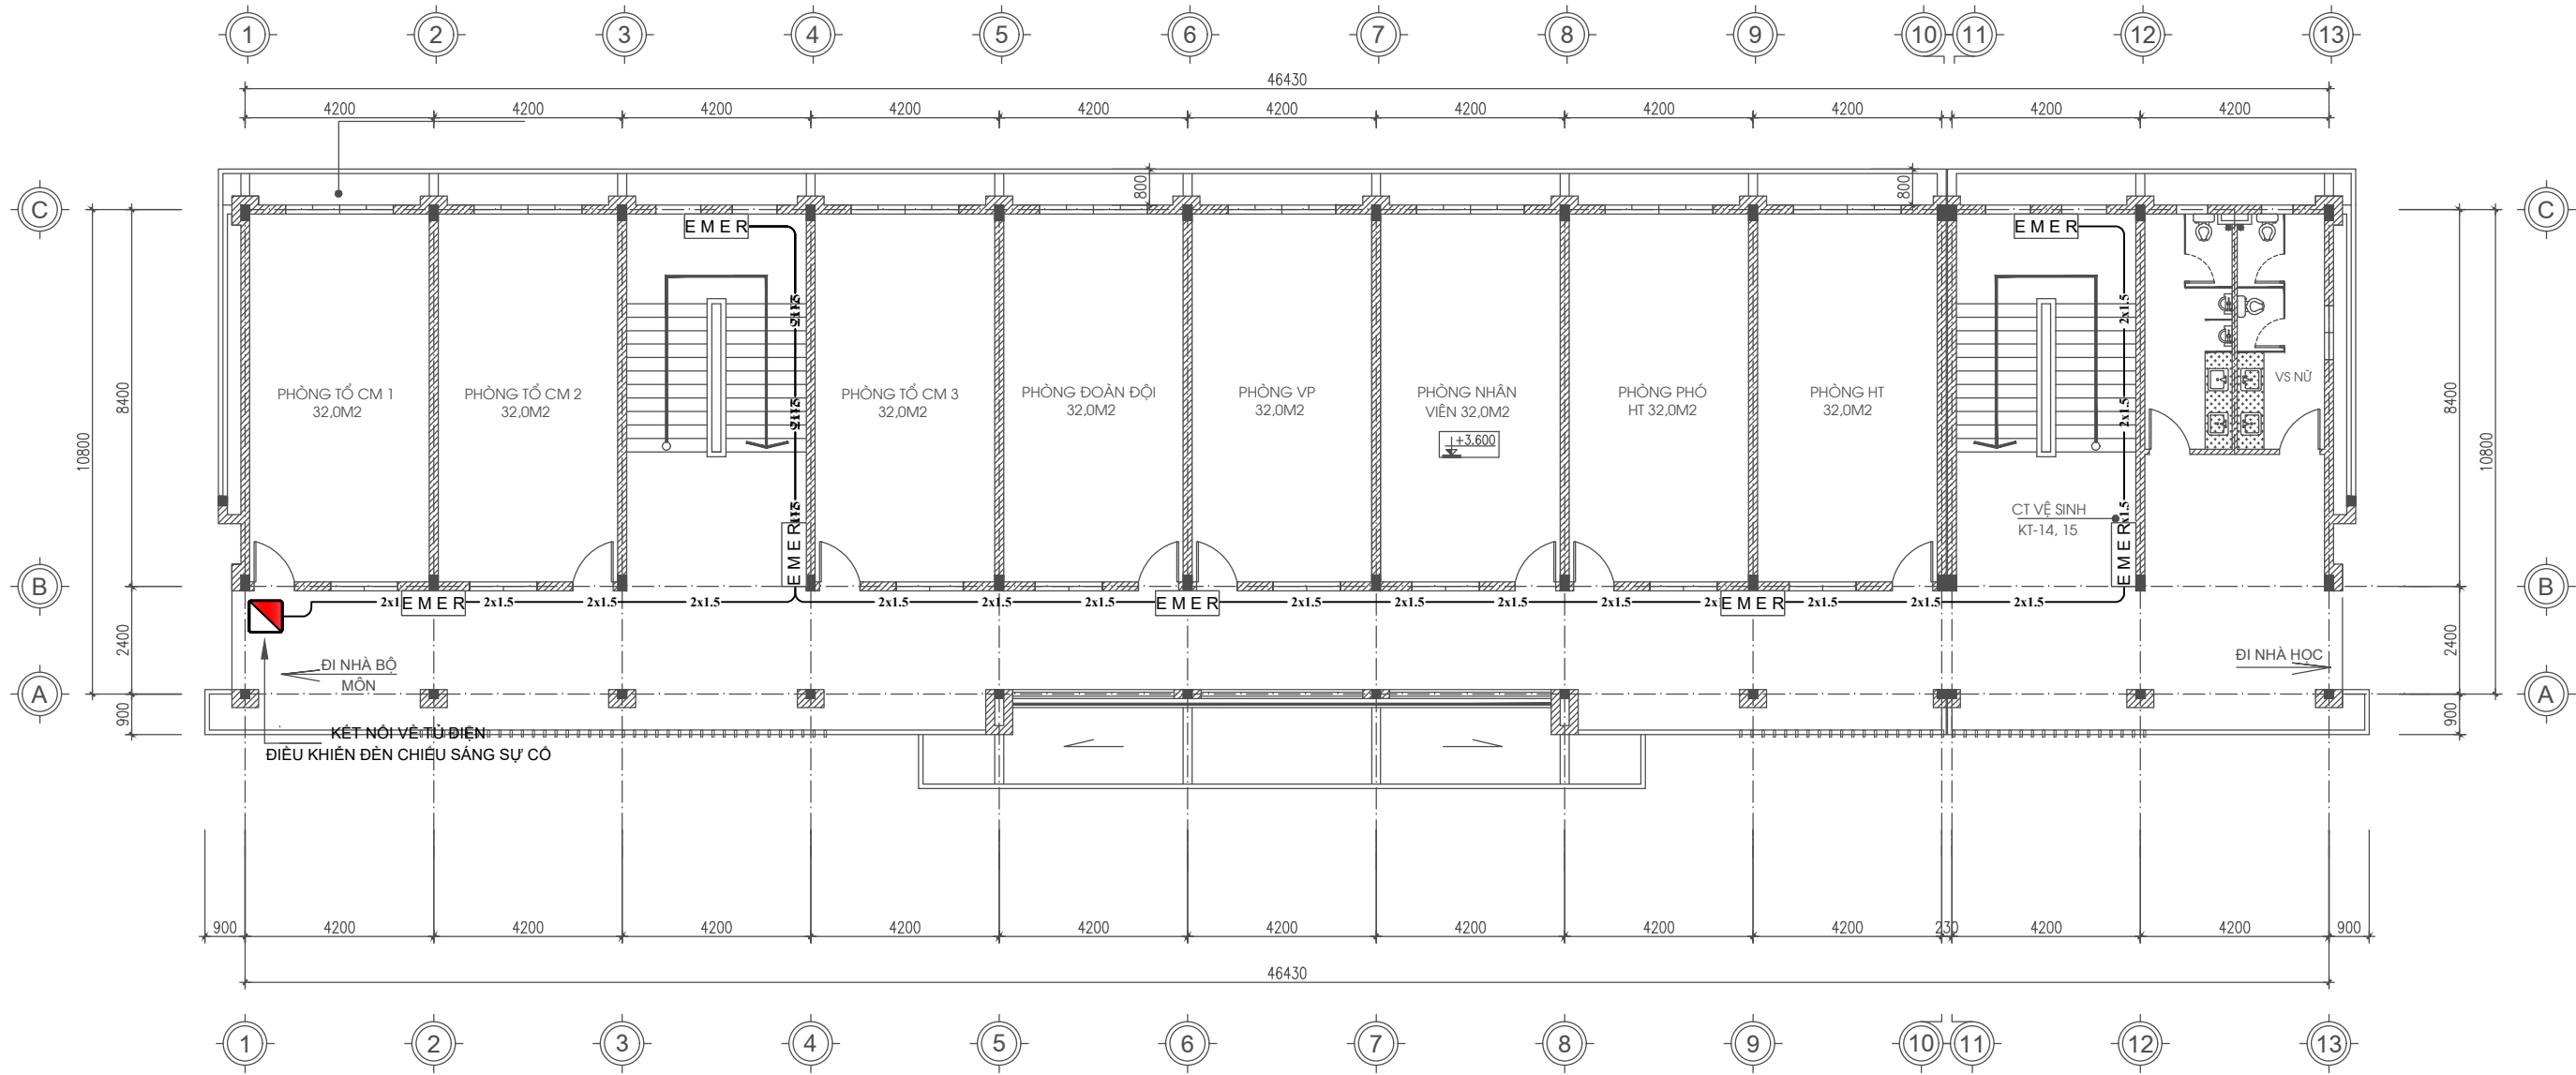 1 2 3 4 5 6 7 8 9 10 11 12 13
46430
4200 4200 4200 4200 4200 4200 4200 4200 4200 4200 4200
800 800
C C
EMER EMER
2x1.5 2x1.5
PHÒNG TỔ CM 1
32,0M2
PHÒNG TỔ CM 2
32,0M2
PHÒNG TỔ CM 3
32,0M2
PHÒNG ĐOÀN ĐỘI
32,0M2
PHÒNG VP
32,0M2
PHÒNG NHÂN
VIÊN 32,0M2
+3.600
PHÒNG PHÓ
HT 32,0M2
PHÒNG HT
32,0M2
VS NỮ
8400 8400
10800 10800
2x1.5 2x1.5
CT VỆ SINH
KT-14, 15
EMER EMER
B B
EMER 2x1.5 2x1.5 2x1.5 2x1.5 2x1.5 2x1.5 EMER 2x1.5 2x1.5 2x1.5 2x1.5 EMER 2x1.5 2x1.5 2x1.5
2400 2400
ĐI NHÀ BỘ
MÔN
ĐI NHÀ HỌC
A A
900 900
KẾT NỐI VỀ TỦ ĐIỆN
ĐIỀU KHIỂN ĐÈN CHIẾU SÁNG SỰ CỐ
900 4200 4200 4200 4200 4200 4200 4200 4200 4200 230 4200 4200 900
46430
1 2 3 4 5 6 7 8 9 10 11 12 13